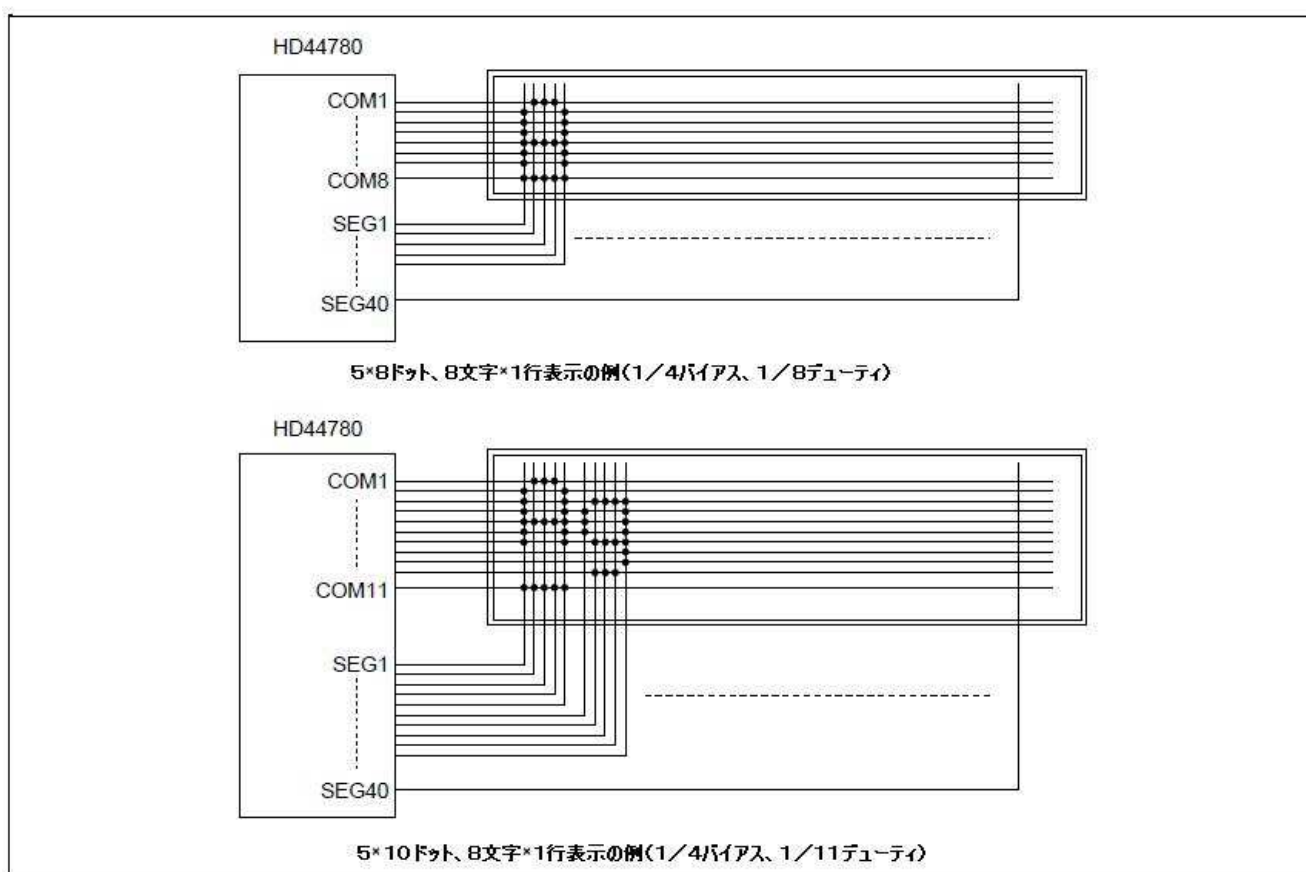 HD44780
COM1
COM8
SEG1
SEG40
5*8ドット、8文字*1行表示の例(1/4バイアス、1/8デューティ)
HD44780
COM1
COM11
SEG1
SEG40
5*10ドット、8文字*1行表示の例(1/4バイアス、1/11デューティ)